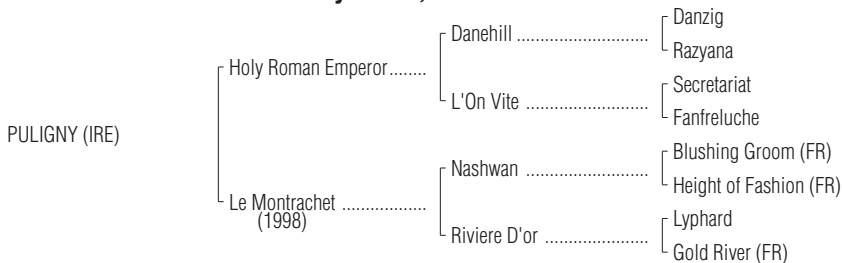 Danzig
Danehill ............................
Razyana
Holy Roman Emperor........
Secretariat
L'On Vite ..........................
Fanfreluche
PULIGNY (IRE)
Blushing Groom (FR)
Nashwan ..........................
Height of Fashion (FR)
Le Montrachet ..................
(1998)
Lyphard
Riviere D'or ......................
Gold River (FR)